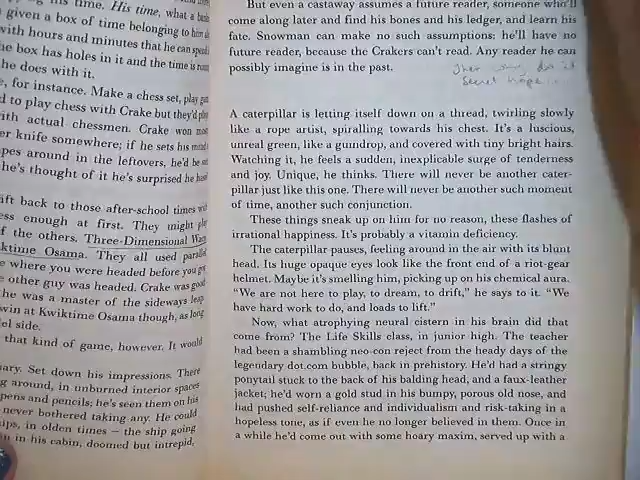 his time. His time, what a
given a box of time belonging to him
with hours and minutes that he can spend
he box has holes in it and the time is
he does with it.
for instance. Make a chess set, play
d to play chess with Crake but they'd
ith actual chessmen. Crake won
er knife somewhere; if he sets his
pes around in the leftovers, he'd be
he's thought of it he's surprised he
ift back to those after-school times
ess enough at first. They might
f the others. Three-Dimensional
ktime Osama. They all used
e where you were headed before you
other guy was headed. Crake was good
he was a master of the sideways leap
win at Kwiktime Osama though, as long
el side.
that kind of game, however. It would
ary. Set down his impressions. There
g around, in unburned interior spaces
pens and pencils; he's seen them on his
never bothered taking any. He could
ips, in olden times – the ship going
n in his cabin, doomed but intrepid,
But even a castaway assumes a future reader, someone who'll
come along later and find his bones and his ledger, and learn his
fate. Snowman can make no such assumptions: he'll have no
future reader, because the Crakers can't read. Any reader he can
possibly imagine is in the past.
Then why do it
Secret hope
A caterpillar is letting itself down on a thread, twirling slowly
like a rope artist, spiralling towards his chest. It's a luscious,
unreal green, like a gumdrop, and covered with tiny bright hairs.
Watching it, he feels a sudden, inexplicable surge of tenderness
and joy. Unique, he thinks. There will never be another cater-
pillar just like this one. There will never be another such moment
of time, another such conjunction.
These things sneak up on him for no reason, these flashes of
irrational happiness. It's probably a vitamin deficiency.
The caterpillar pauses, feeling around in the air with its blunt
head. Its huge opaque eyes look like the front end of a riot-gear
helmet. Maybe it's smelling him, picking up on his chemical aura.
"We are not here to play, to dream, to drift," he says to it. "We
have hard work to do, and loads to lift."
Now, what atrophying neural cistern in his brain did that
come from? The Life Skills class, in junior high. The teacher
had been a shambling neo-con reject from the heady days of the
legendary dot.com bubble, back in prehistory. He'd had a stringy
ponytail stuck to the back of his balding head, and a faux-leather
jacket; he'd worn a gold stud in his bumpy, porous old nose, and
had pushed self-reliance and individualism and risk-taking in a
hopeless tone, as if even he no longer believed in them. Once in
a while he'd come out with some hoary maxim, served up with a